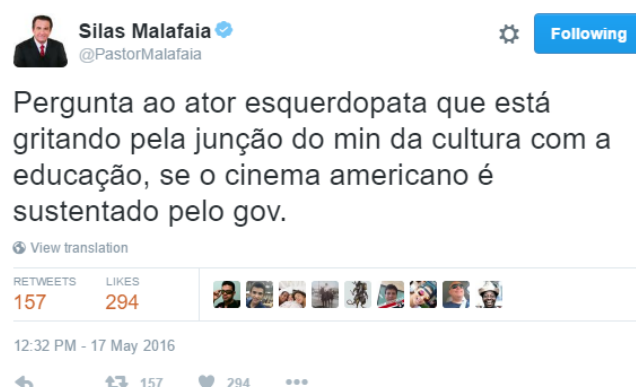 Silas Malafaia
@PastorMalafaia
Following
Pergunta ao ator esquerdopata que está
gritando pela junção do min da cultura com a
educação, se o cinema americano é
sustentado pelo gov.
View translation
RETWEETS LIKES
157 294
12:32 PM - 17 May 2016
157 294